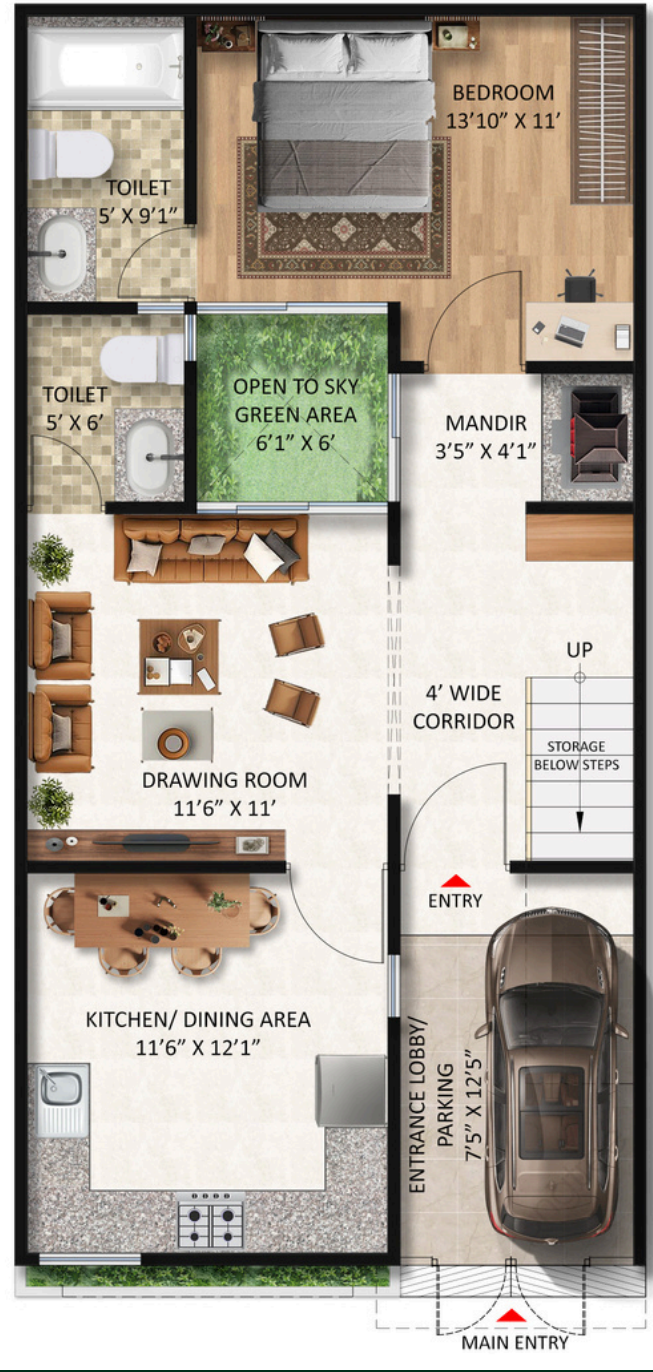 BEDROOM
13'10” X 11'
TOILET
5' X 9'1”
TOILET
5' X 6'
OPEN TO SKY
GREEN AREA
6'1” X 6'
MANDIR
3'5” X 4'1”
UP
4' WIDE
CORRIDOR
STORAGE
BELOW STEPS
DRAWING ROOM
11'6” X 11'
ENTRY
KITCHEN/ DINING AREA
11'6” X 12'1”
ENTRANCE LOBBY/
PARKING
7'5” X 12'5”
MAIN ENTRY